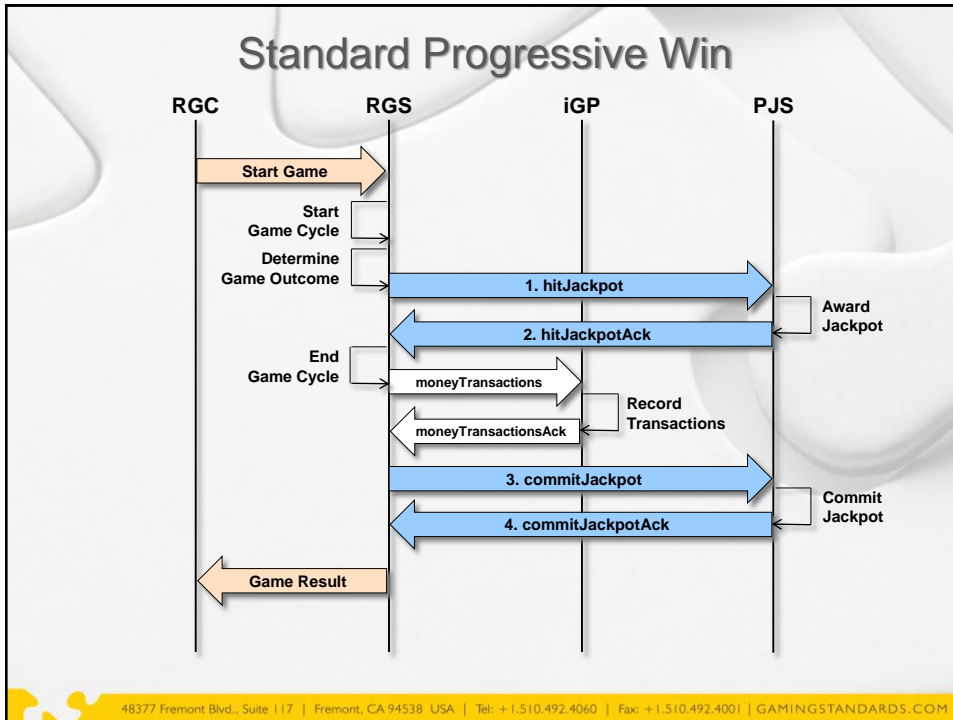 Standard Progressive Win
RGC RGS iGP PJS
Start Game
Start
Game Cycle
Determine
Game Outcome
1. hitJackpot
Award
Jackpot
2. hitJackpotAck
End
Game Cycle
moneyTransactions
Record
Transactions
moneyTransactionsAck
3. commitJackpot
Commit
Jackpot
4. commitJackpotAck
Game Result
48377 Fremont Blvd., Suite 117 | Fremont, CA 94538 USA | Tel: +1.510.492.4060 | Fax: +1.510.492.4001 | GAMINGSTANDARDS.COM